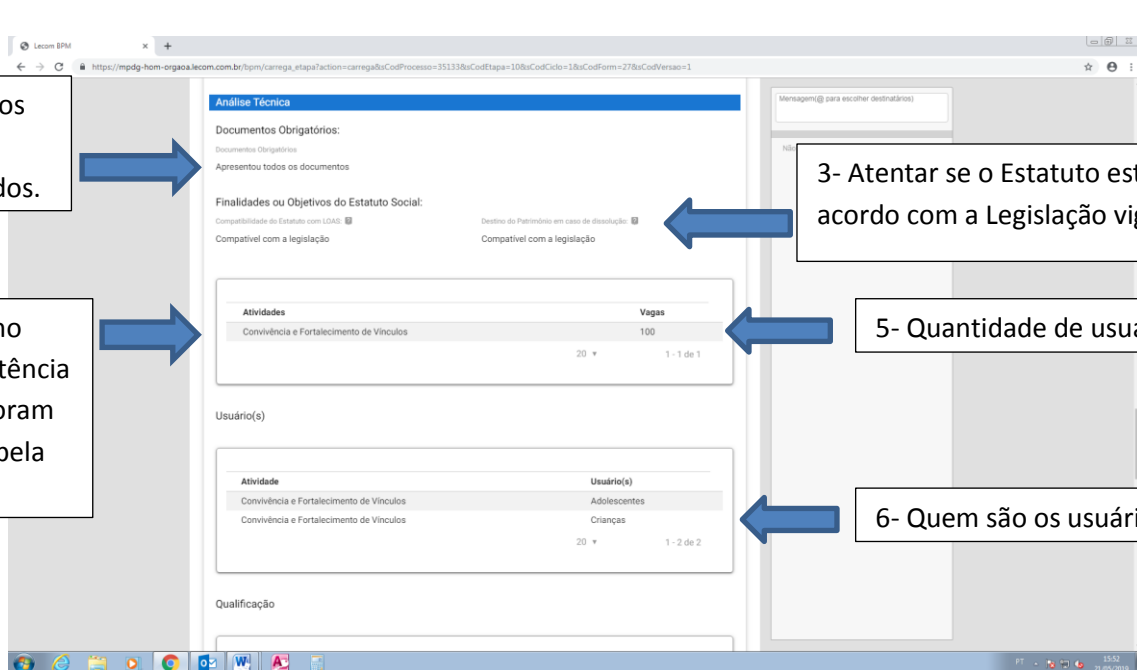 Lecom BPM
https://mpdg-hom-orgaoa.lecom.com.br/bpm/carrega_etapa?action=carrega&sCodProcesso=35133&sCodEtapa=10&sCodCiclo=1&sCodForm=27&sCodVersao=1
os
dos.
Análise Técnica
Mensagem(@ para escolher destinatários)
Documentos Obrigatórios:
Documentos Obrigatórios
Apresentou todos os documentos
3- Atentar se o Estatuto est
acordo com a Legislação vig
Finalidades ou Objetivos do Estatuto Social:
Compatibilidade do Estatuto com LOAS:
Destino do Patrimônio em caso de dissolução:
Compatível com a legislação
Compatível com a legislação
no
tência
oram
pela
Atividades Vagas
Convivência e Fortalecimento de Vínculos 100
20 1 - 1 de 1
5- Quantidade de usuá
Usuário(s)
Atividade Usuário(s)
Convivência e Fortalecimento de Vínculos Adolescentes
Convivência e Fortalecimento de Vínculos Crianças
20 1 - 2 de 2
6- Quem são os usuári
Qualificação
PT
15:52
21/05/2019